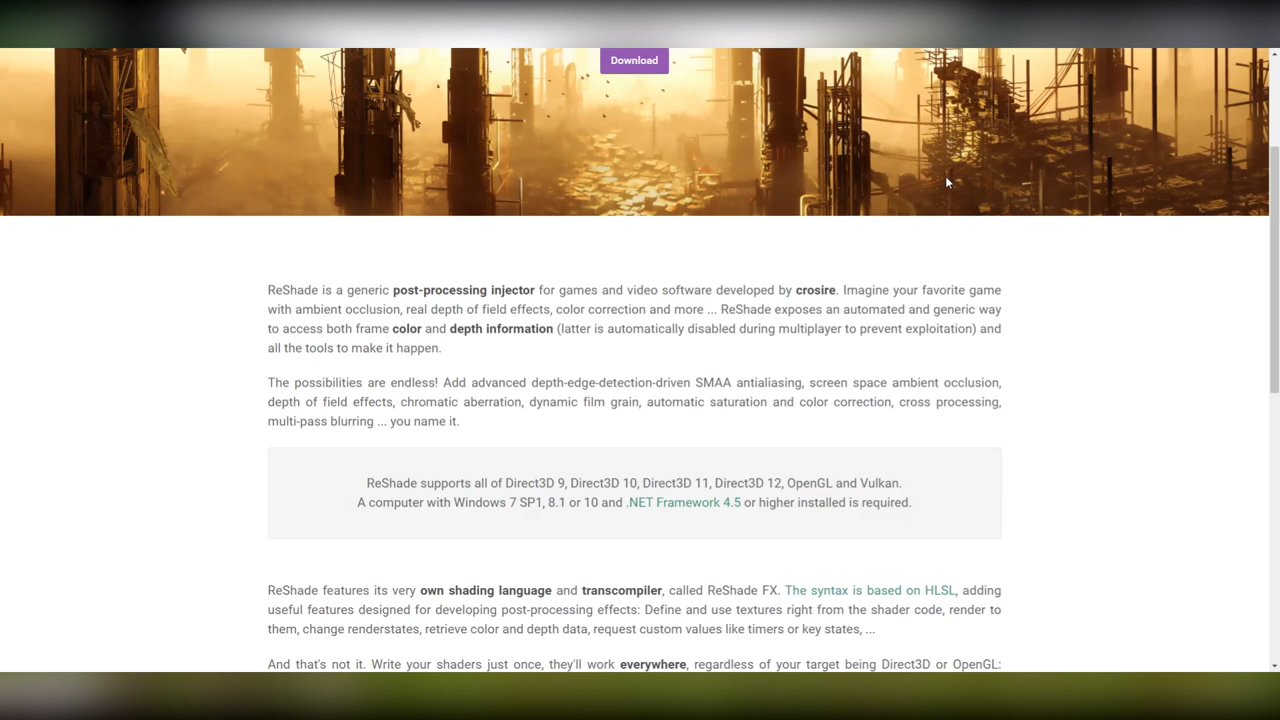 Download
ReShade is a generic post-processing injector for games and video software developed by crosire. Imagine your favorite game
with ambient occlusion, real depth of field effects, color correction and more ... ReShade exposes an automated and generic way
to access both frame color and depth information (latter is automatically disabled during multiplayer to prevent exploitation) and
all the tools to make it happen.
The possibilities are endless! Add advanced depth-edge-detection-driven SMAA antialiasing, screen space ambient occlusion,
depth of field effects, chromatic aberration, dynamic film grain, automatic saturation and color correction, cross processing,
multi-pass blurring ... you name it.
ReShade supports all of Direct3D 9, Direct3D 10, Direct3D 11, Direct3D 12, OpenGL and Vulkan.
A computer with Windows 7 SP1, 8.1 or 10 and .NET Framework 4.5 or higher installed is required.
ReShade features its very own shading language and transcompiler, called ReShade FX. The syntax is based on HLSL, adding
useful features designed for developing post-processing effects: Define and use textures right from the shader code, render to
them, change renderstates, retrieve color and depth data, request custom values like timers or key states, ...
And that's not it. Write your shaders just once, they'll work everywhere, regardless of your target being Direct3D or OpenGL: